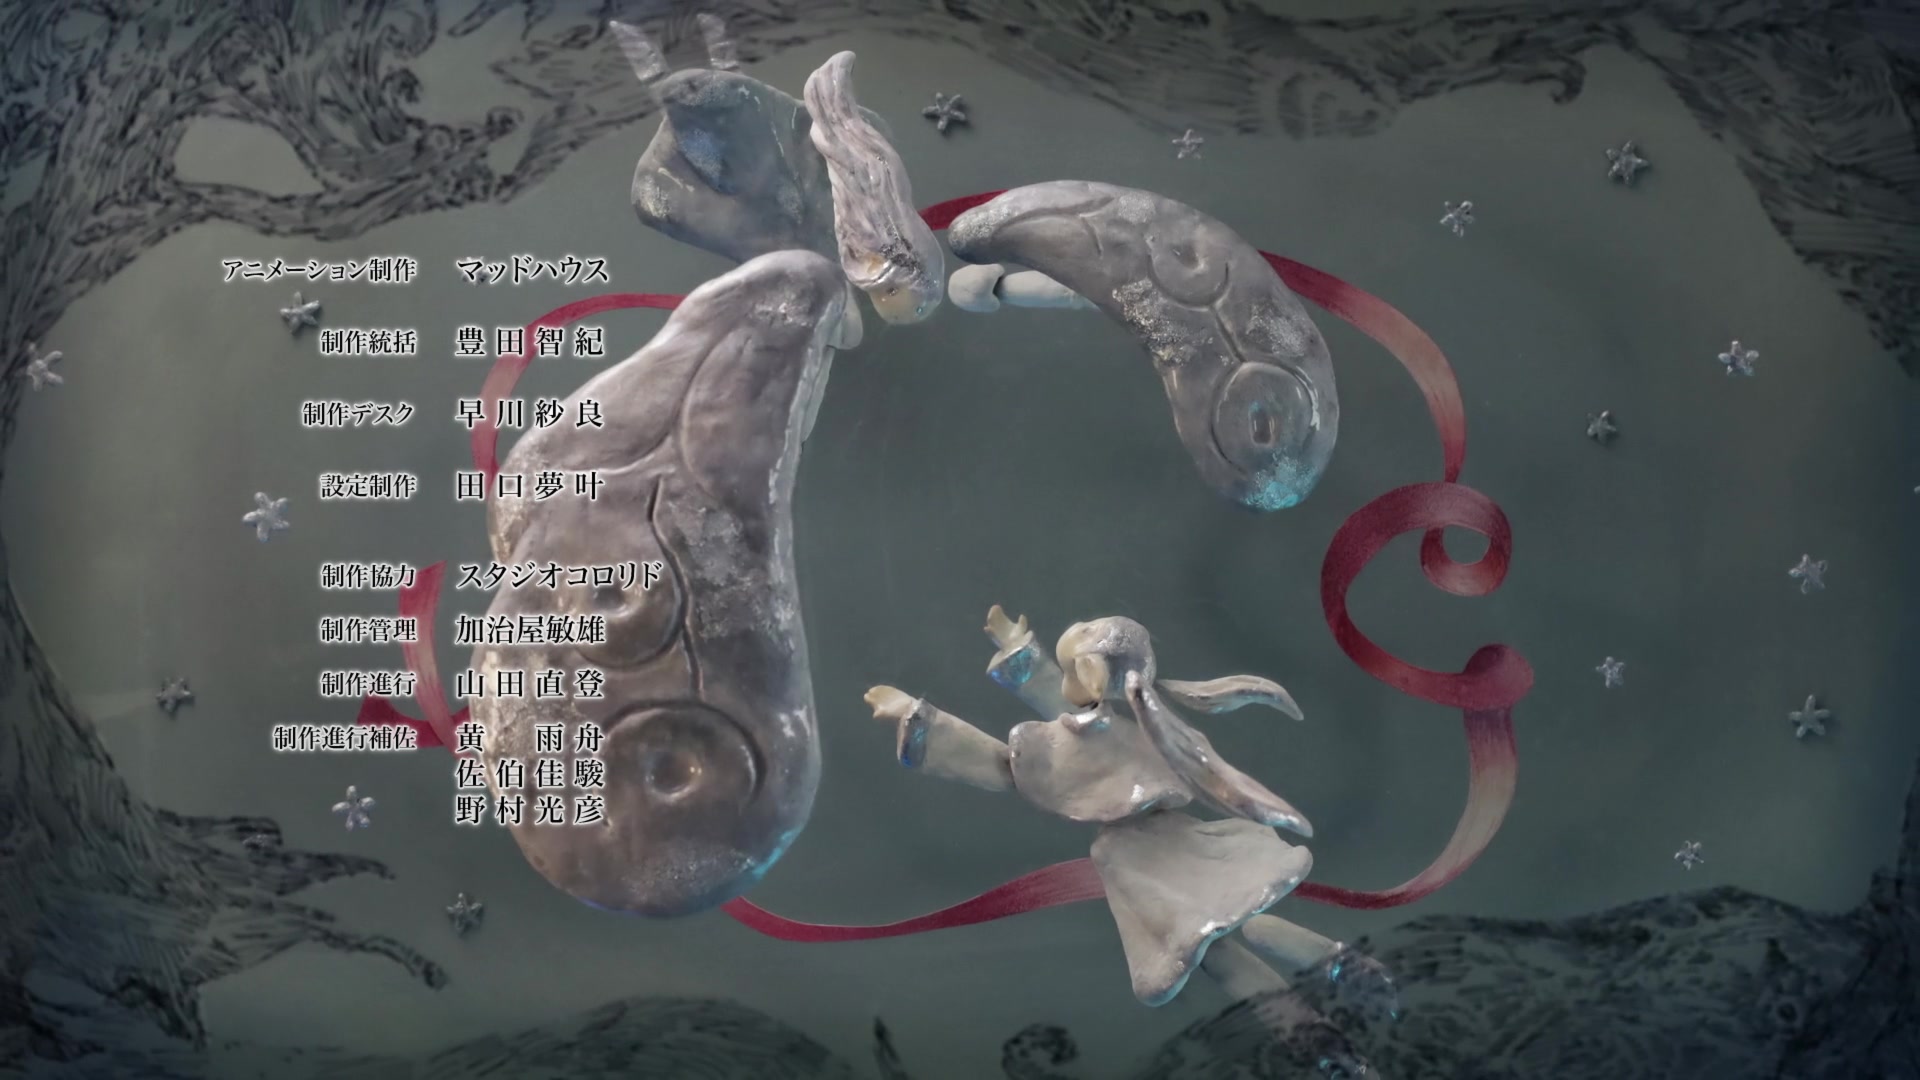 アニメーション制作 マッドハウス
制作統括 豊田智紀
制作デスク 早川紗良
設定制作 田口夢叶
制作協力 スタジオコロリド
制作管理 加治屋敏雄
制作進行 山田直登
制作進行補佐 黄 雨舟
佐伯佳駿
野村光彦